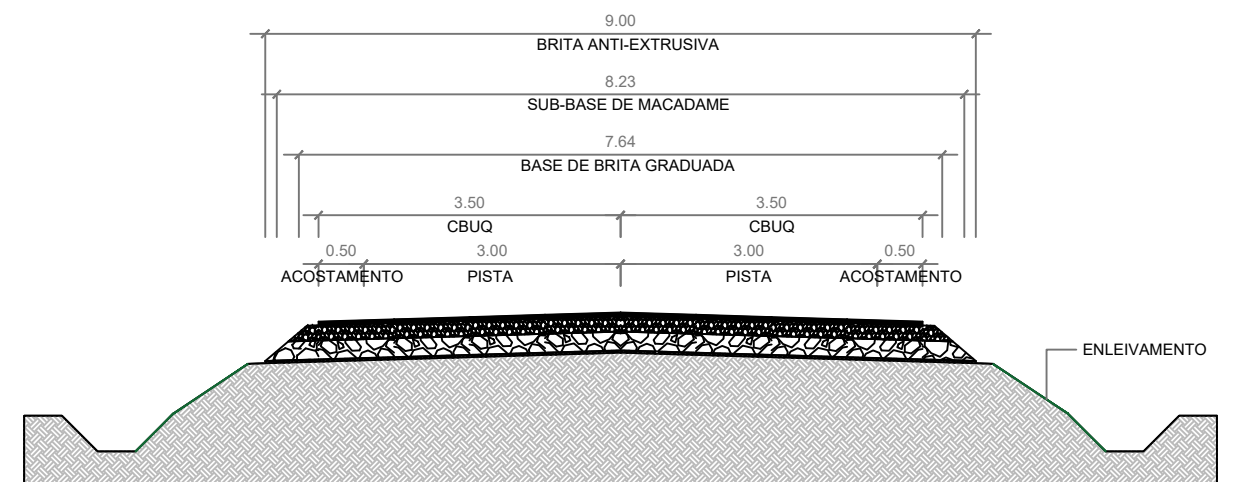 9.00
BRITA ANTI-EXTRUSIVA
8.23
SUB-BASE DE MACADAME
7.64
BASE DE BRITA GRADUADA
3.50 3.50
CBUQ CBUQ
0.50 3.00 3.00 0.50
ACOSTAMENTO PISTA PISTA ACOSTAMENTO
ENLEIVAMENTO